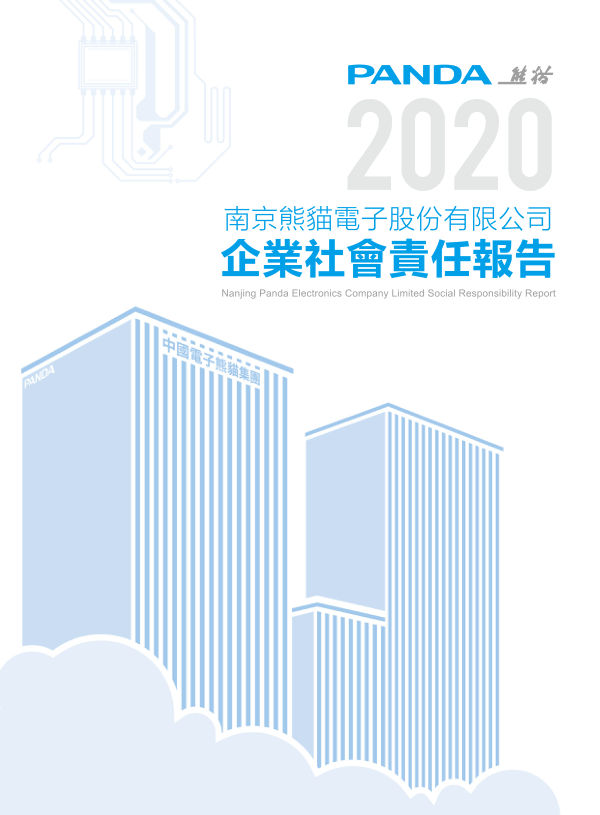 PANDA 熊猫
2020
南京熊貓電子股份有限公司
企業社會責任報告
Nanjing Panda Electronics Company Limited Social Responsibility Report
中國電子熊貓集團
PANDA